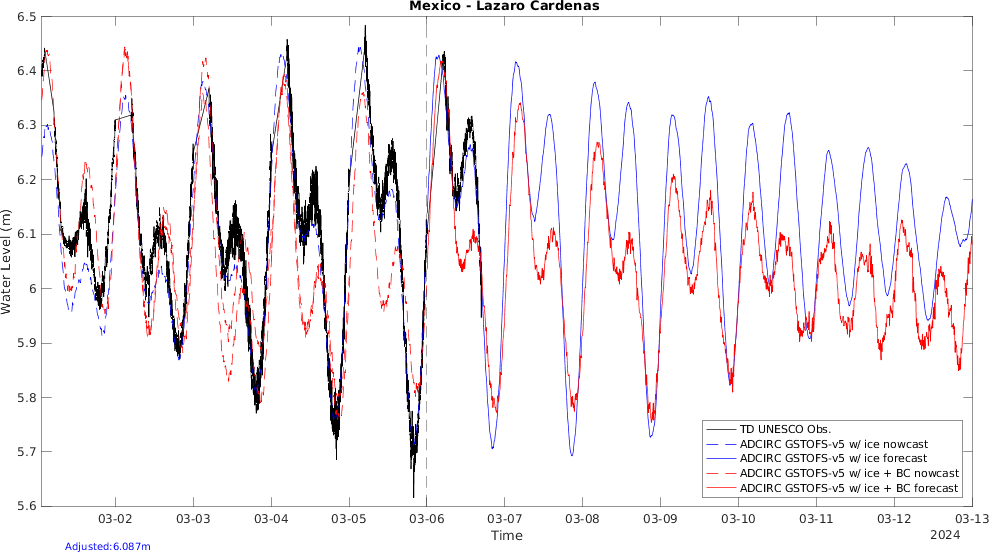 Mexico - Lazaro Cardenas
Water Level (m)
6.5
6.4
6.3
6.2
6.1
6
5.9
5.8
5.7
5.6
TD UNESCO Obs.
ADCIRC GSTOFS-v5 w/ ice nowcast
ADCIRC GSTOFS-v5 w/ ice forecast
ADCIRC GSTOFS-v5 w/ ice + BC nowcast
ADCIRC GSTOFS-v5 w/ ice + BC forecast
03-02 03-03 03-04 03-05 03-06 03-07 03-08 03-09 03-10 03-11 03-12 03-13
Time
2024
Adjusted:6.087m